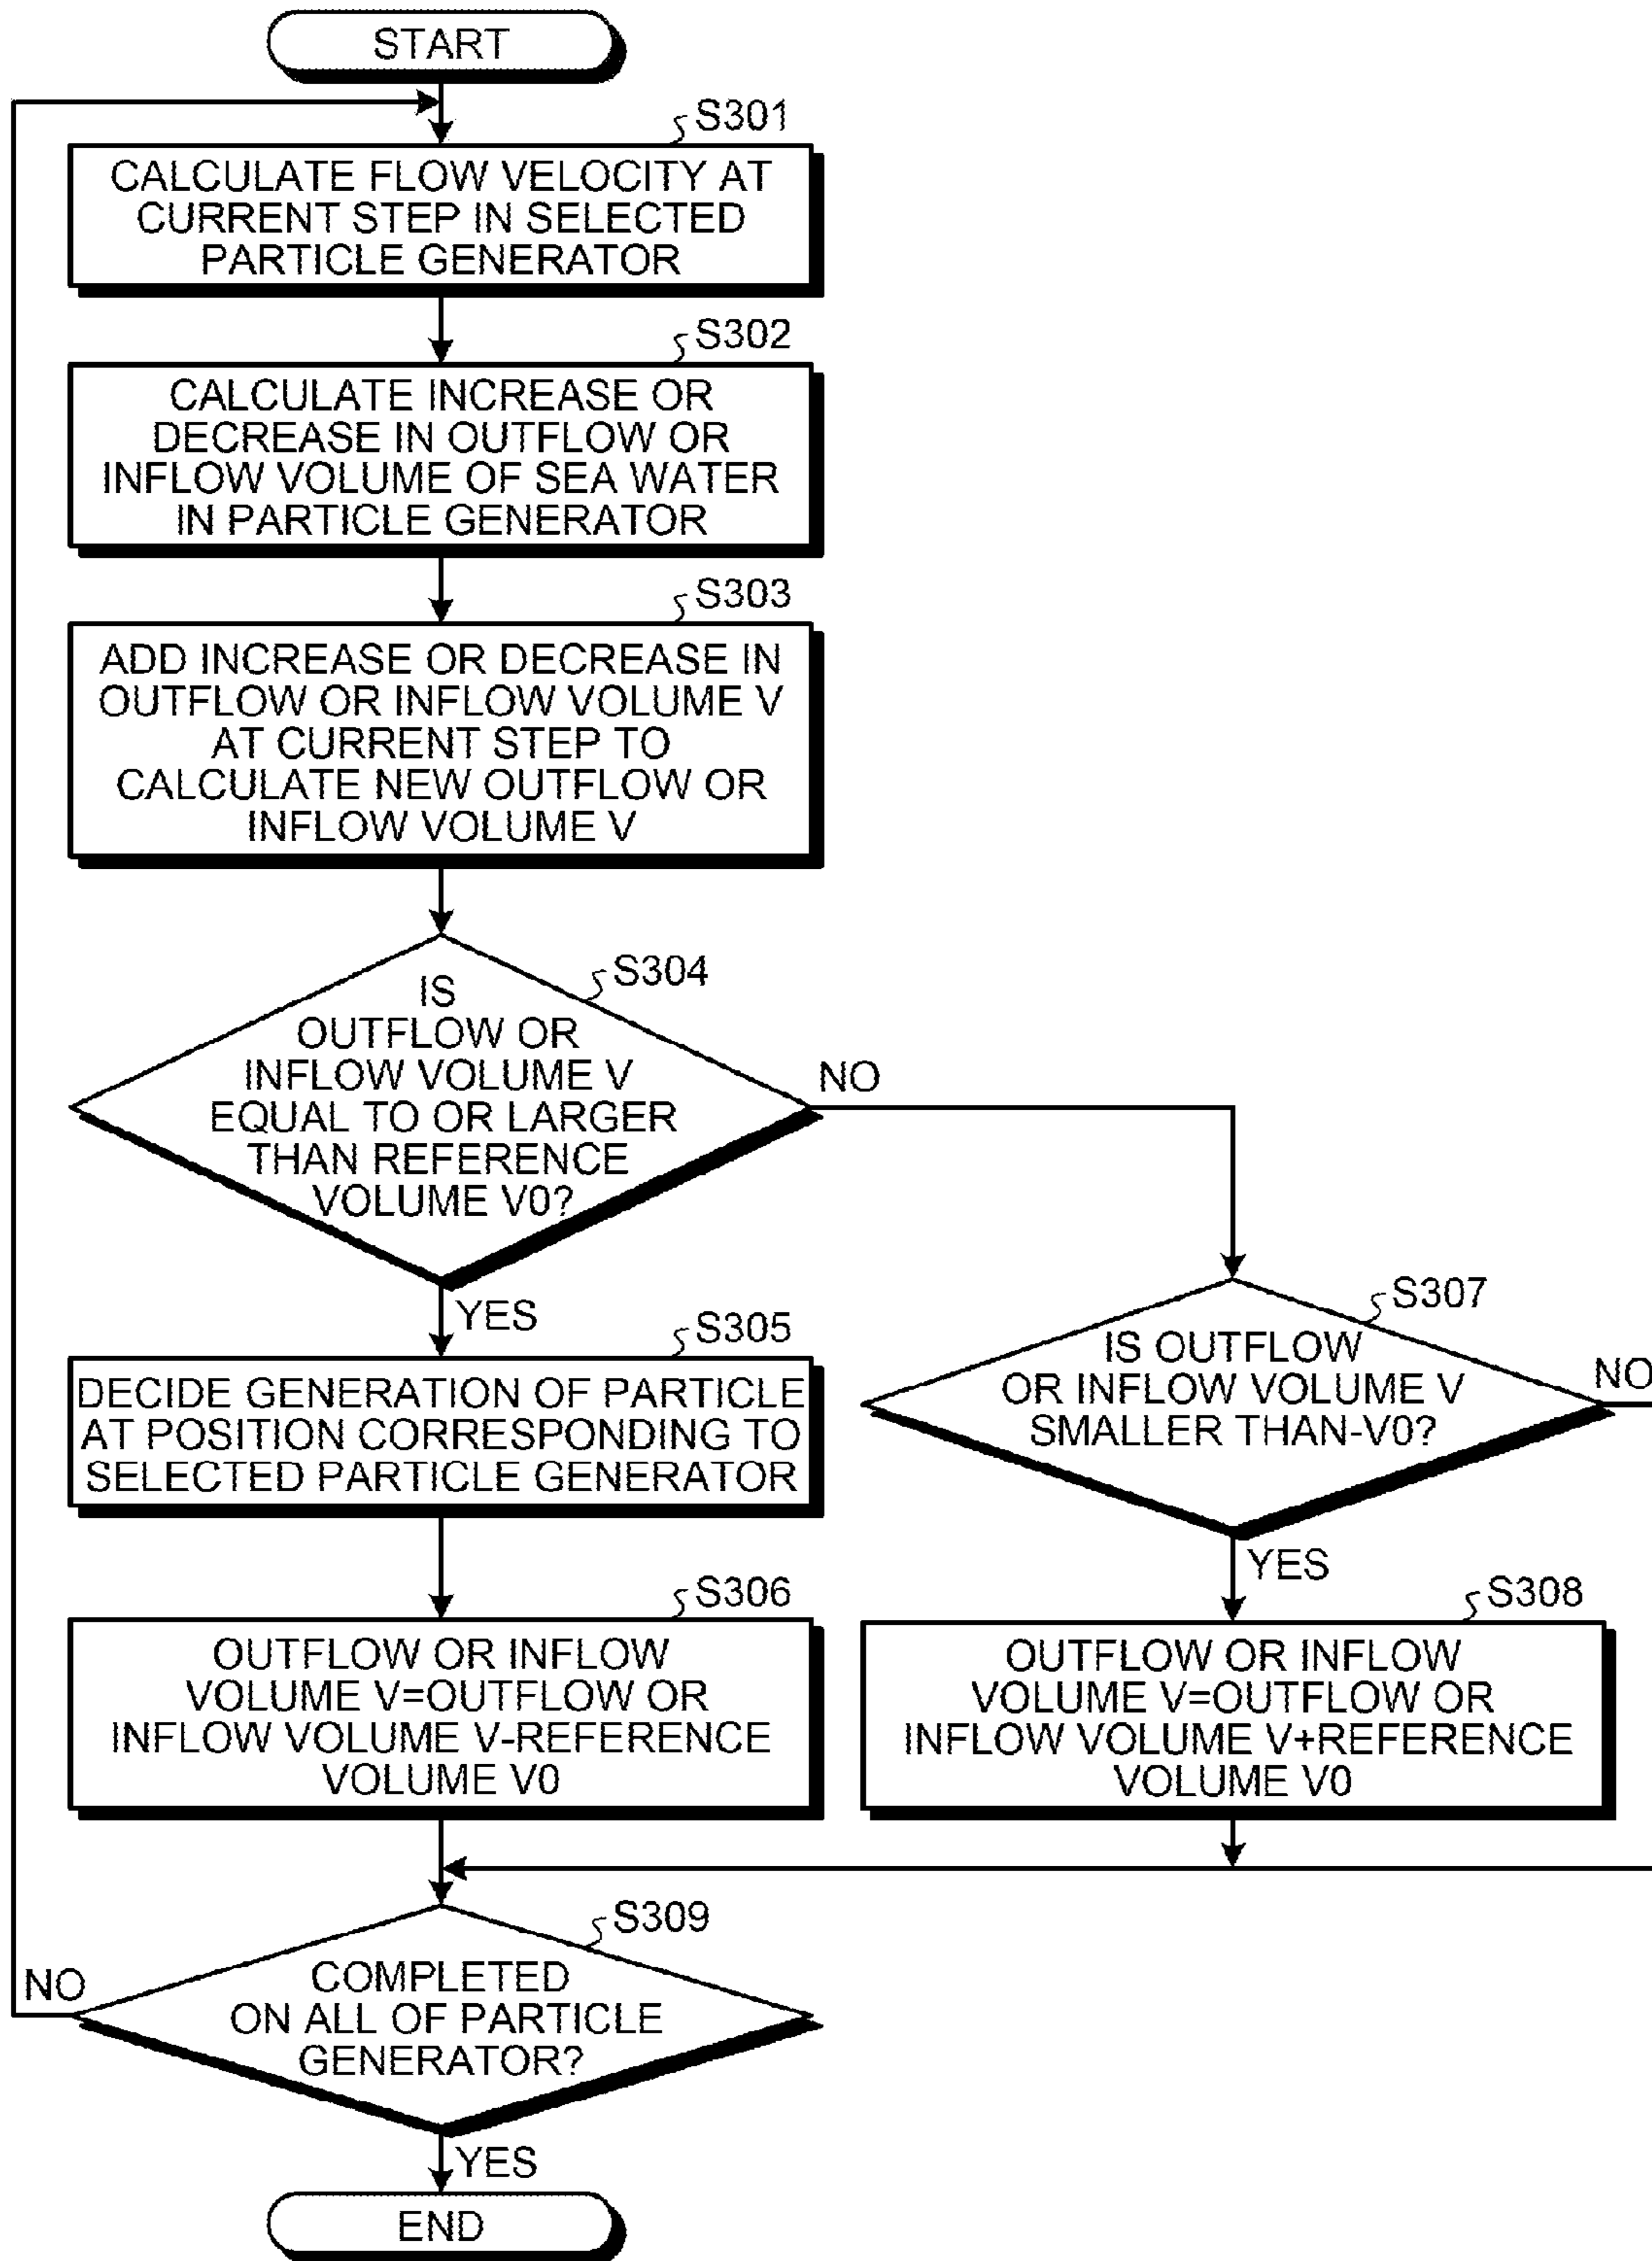 START
S301
CALCULATE FLOW VELOCITY AT
CURRENT STEP IN SELECTED
PARTICLE GENERATOR
S302
CALCULATE INCREASE OR
DECREASE IN OUTFLOW OR
INFLOW VOLUME OF SEA WATER
IN PARTICLE GENERATOR
S303
ADD INCREASE OR DECREASE IN
OUTFLOW OR INFLOW VOLUME V
AT CURRENT STEP TO
CALCULATE NEW OUTFLOW OR
INFLOW VOLUME V
S304
IS
OUTFLOW OR
INFLOW VOLUME V
EQUAL TO OR LARGER
THAN REFERENCE
VOLUME V0?
NO
YES
S305
DECIDE GENERATION OF PARTICLE
AT POSITION CORRESPONDING TO
SELECTED PARTICLE GENERATOR
S306
OUTFLOW OR INFLOW
VOLUME V=OUTFLOW OR
INFLOW VOLUME V-REFERENCE
VOLUME V0
S307
IS OUTFLOW
OR INFLOW VOLUME V
SMALLER THAN-V0?
NO
YES
S308
OUTFLOW OR INFLOW
VOLUME V=OUTFLOW OR
INFLOW VOLUME V+REFERENCE
VOLUME V0
S309
COMPLETED
ON ALL OF PARTICLE
GENERATOR?
NO
YES
END